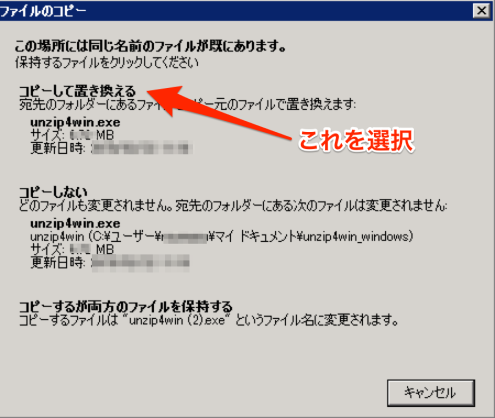 ファイルのコピー
この場所には同じ名前のファイルが既にあります。
保持するファイルをクリックしてください
コピーして置き換える
宛先のフォルダーにあるファイ ピー元のファイルで置き換えます:
unzip4win.exe
サイズ: MB
更新日時:
これを選択
コピーしない
どのファイルも変更されません。宛先のフォルダーにある次のファイルは変更されません:
unzip4win.exe
unzip4win (C:¥ユーザー¥ ¥マイ ドキュメント¥unzip4win_windows)
サイズ: MB
更新日時:
コピーするが両方のファイルを保持する
コピーするファイルは "unzip4win (2).exe" というファイル名に変更されます。
キャンセル